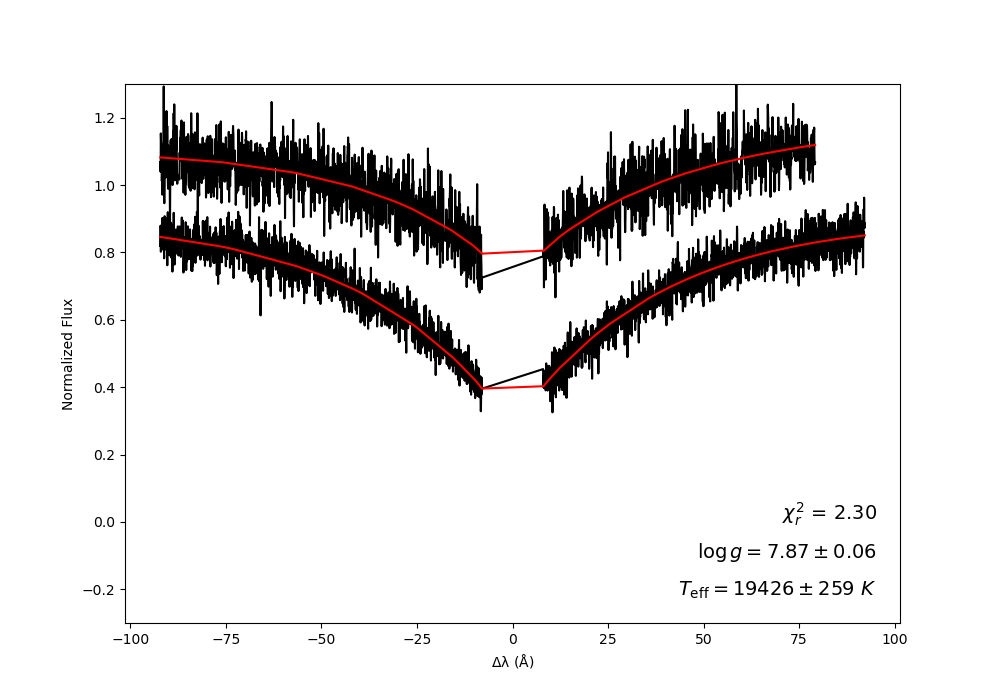 1.2
1.0
0.8
0.6
0.4
0.2
0.0
−0.2
Normalized Flux
χ²ᵣ = 2.30
log g = 7.87 ± 0.06
T_eff = 19426 ± 259 K
−100 −75 −50 −25 0 25 50 75 100
Δλ (Å)